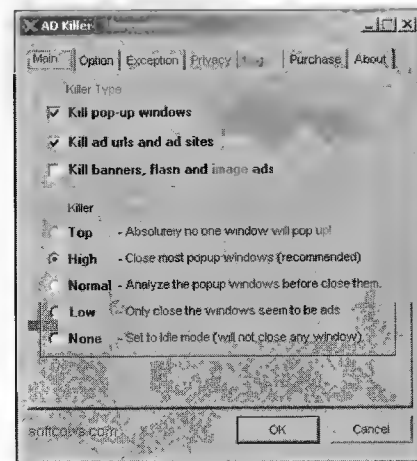 AD Killer
Main Option Exception Privacy Purchase About
Killer Type
Kill pop-up windows
Kill ad urls and ad sites
Kill banners, flash and image ads
Killer
Top - Absolutely no one window will pop up!
High - Close most popup windows (recommended)
Normal - Analyze the popup windows before close them.
Low - Only close the windows seem to be ads
None - Set to idle mode (will not close any window)
OK Cancel